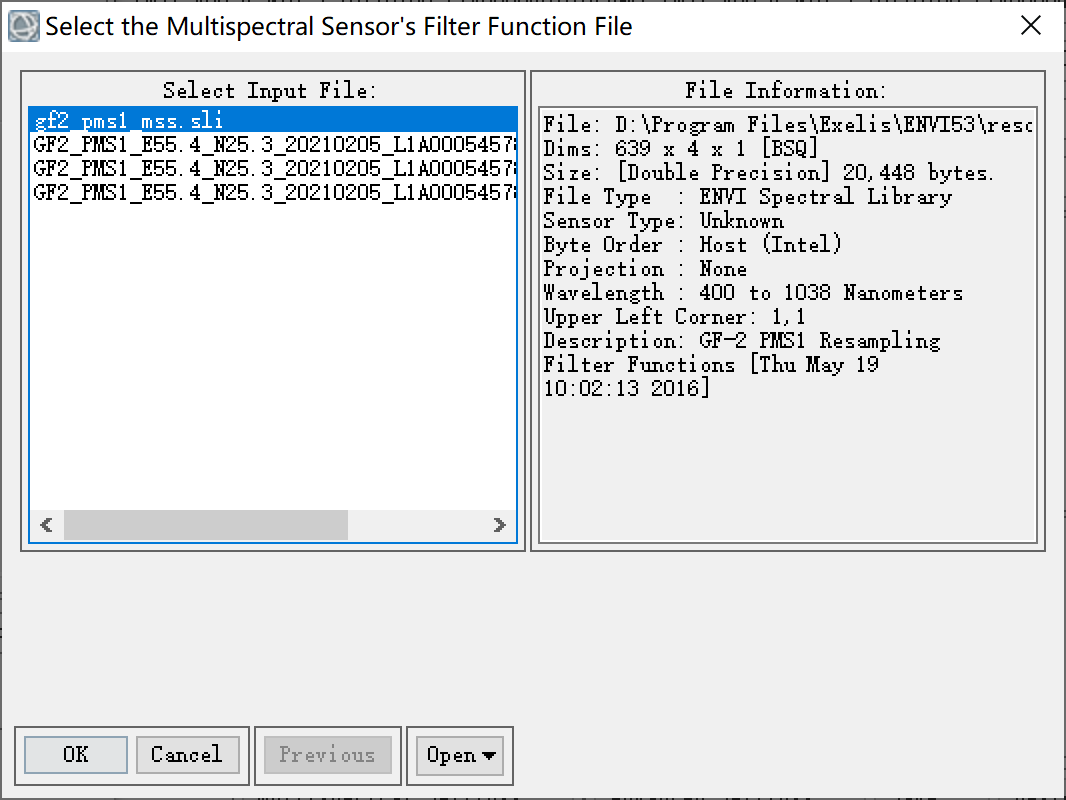 Select the Multispectral Sensor's Filter Function File
Select Input File:
gf2_pms1_mss.sli
GF2_PMS1_E55.4_N25.3_20210205_L1A00054578
GF2_PMS1_E55.4_N25.3_20210205_L1A00054578
GF2_PMS1_E55.4_N25.3_20210205_L1A00054578
File Information:
File: D:\Program Files\Exelis\ENVI53\resc
Dims: 639 x 4 x 1 [BSQ]
Size: [Double Precision] 20,448 bytes.
File Type : ENVI Spectral Library
Sensor Type: Unknown
Byte Order : Host (Intel)
Projection : None
Wavelength : 400 to 1038 Nanometers
Upper Left Corner: 1,1
Description: GF-2 PMS1 Resampling
Filter Functions [Thu May 19
10:02:13 2016]
OK
Cancel
Previous
Open